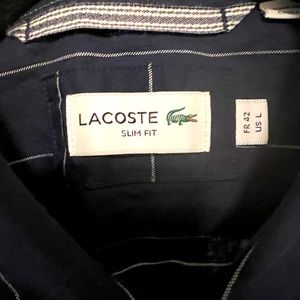 LACOSTE
SLIM FIT
FR 42
US L